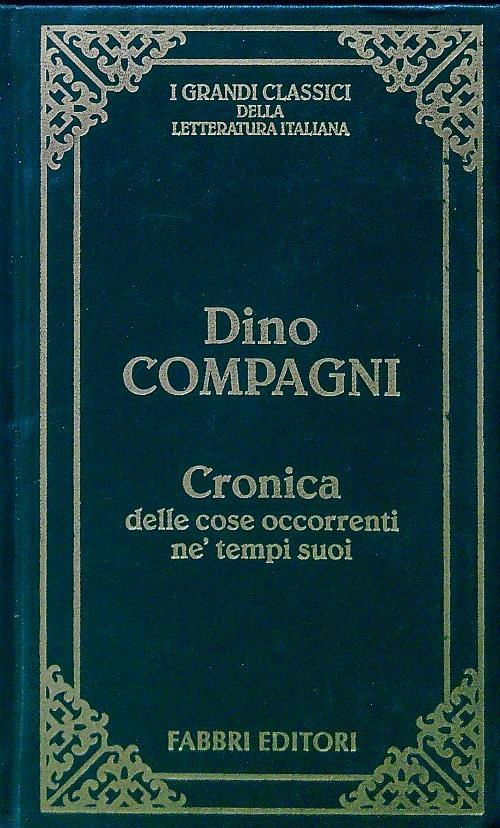 I GRANDI CLASSICI
DELLA
LETTERATURA ITALIANA
Dino
COMPAGNI
Cronica
delle cose occorrenti
ne' tempi suoi
FABBRI EDITORI